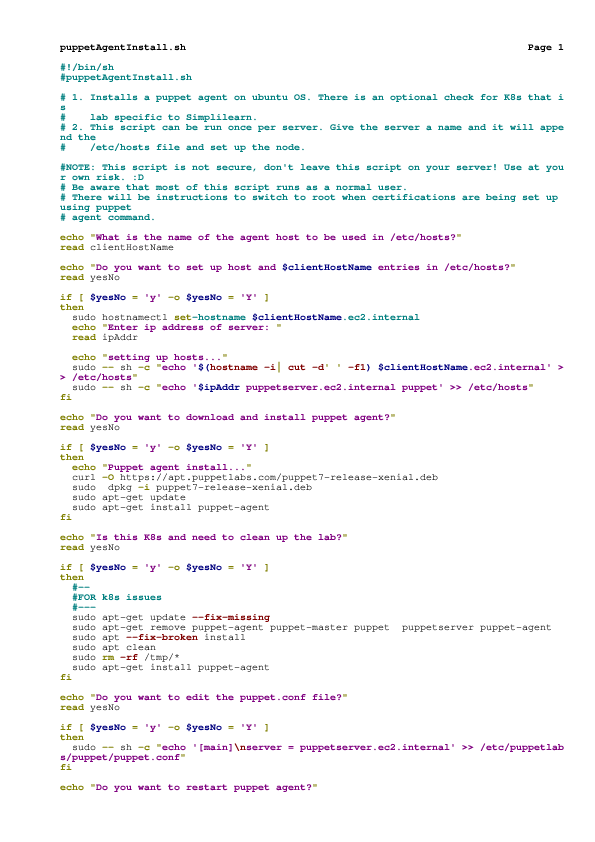 puppetAgentInstall.sh Page 1
#!/bin/sh
#puppetAgentInstall.sh
# 1. Installs a puppet agent on ubuntu OS. There is an optional check for K8s that i
s
#    lab specific to Simplilearn.
# 2. This script can be run once per server. Give the server a name and it will appe
nd the
#    /etc/hosts file and set up the node.
#NOTE: This script is not secure, don't leave this script on your server! Use at you
r own risk. :D
# Be aware that most of this script runs as a normal user.
# There will be instructions to switch to root when certifications are being set up
using puppet
# agent command.
echo "What is the name of the agent host to be used in /etc/hosts?"
read clientHostName
echo "Do you want to set up host and $clientHostName entries in /etc/hosts?"
read yesNo
if [ $yesNo = 'y' -o $yesNo = 'Y' ]
then
  sudo hostnamectl set-hostname $clientHostName.ec2.internal
  echo "Enter ip address of server: "
  read ipAddr
  echo "setting up hosts..."
  sudo -- sh -c "echo '$(hostname -i| cut -d' ' -f1) $clientHostName.ec2.internal' >
> /etc/hosts"
  sudo -- sh -c "echo '$ipAddr puppetserver.ec2.internal puppet' >> /etc/hosts"
fi
echo "Do you want to download and install puppet agent?"
read yesNo
if [ $yesNo = 'y' -o $yesNo = 'Y' ]
then
  echo "Puppet agent install..."
  curl -O https://apt.puppetlabs.com/puppet7-release-xenial.deb
  sudo  dpkg -i puppet7-release-xenial.deb
  sudo apt-get update
  sudo apt-get install puppet-agent
fi
echo "Is this K8s and need to clean up the lab?"
read yesNo
if [ $yesNo = 'y' -o $yesNo = 'Y' ]
then
  #--
  #FOR k8s issues
  #---
  sudo apt-get update --fix-missing
  sudo apt-get remove puppet-agent puppet-master puppet  puppetserver puppet-agent
  sudo apt --fix-broken install
  sudo apt clean
  sudo rm -rf /tmp/*
  sudo apt-get install puppet-agent
fi
echo "Do you want to edit the puppet.conf file?"
read yesNo
if [ $yesNo = 'y' -o $yesNo = 'Y' ]
then
  sudo -- sh -c "echo '[main]\nserver = puppetserver.ec2.internal' >> /etc/puppetlab
s/puppet/puppet.conf"
fi
echo "Do you want to restart puppet agent?"